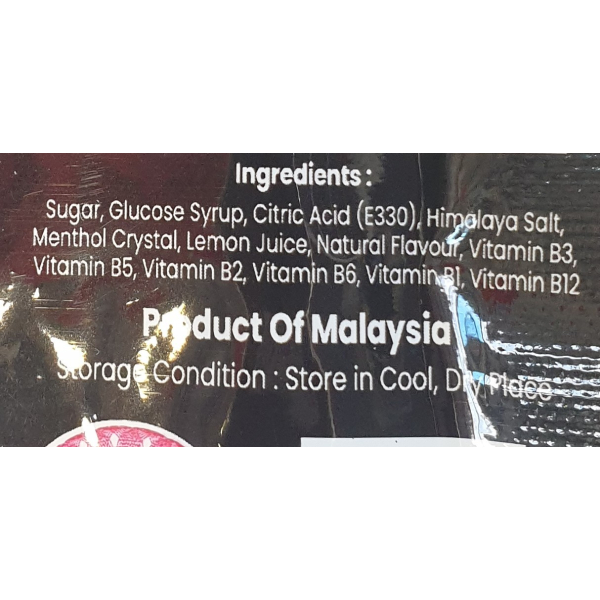 Ingredients :
Sugar, Glucose Syrup, Citric Acid (E330), Himalaya Salt,
Menthol Crystal, Lemon Juice, Natural Flavour, Vitamin B3,
Vitamin B5, Vitamin B2, Vitamin B6, Vitamin B1, Vitamin B12
Product Of Malaysia
Storage Condition : Store in Cool, Dry Place